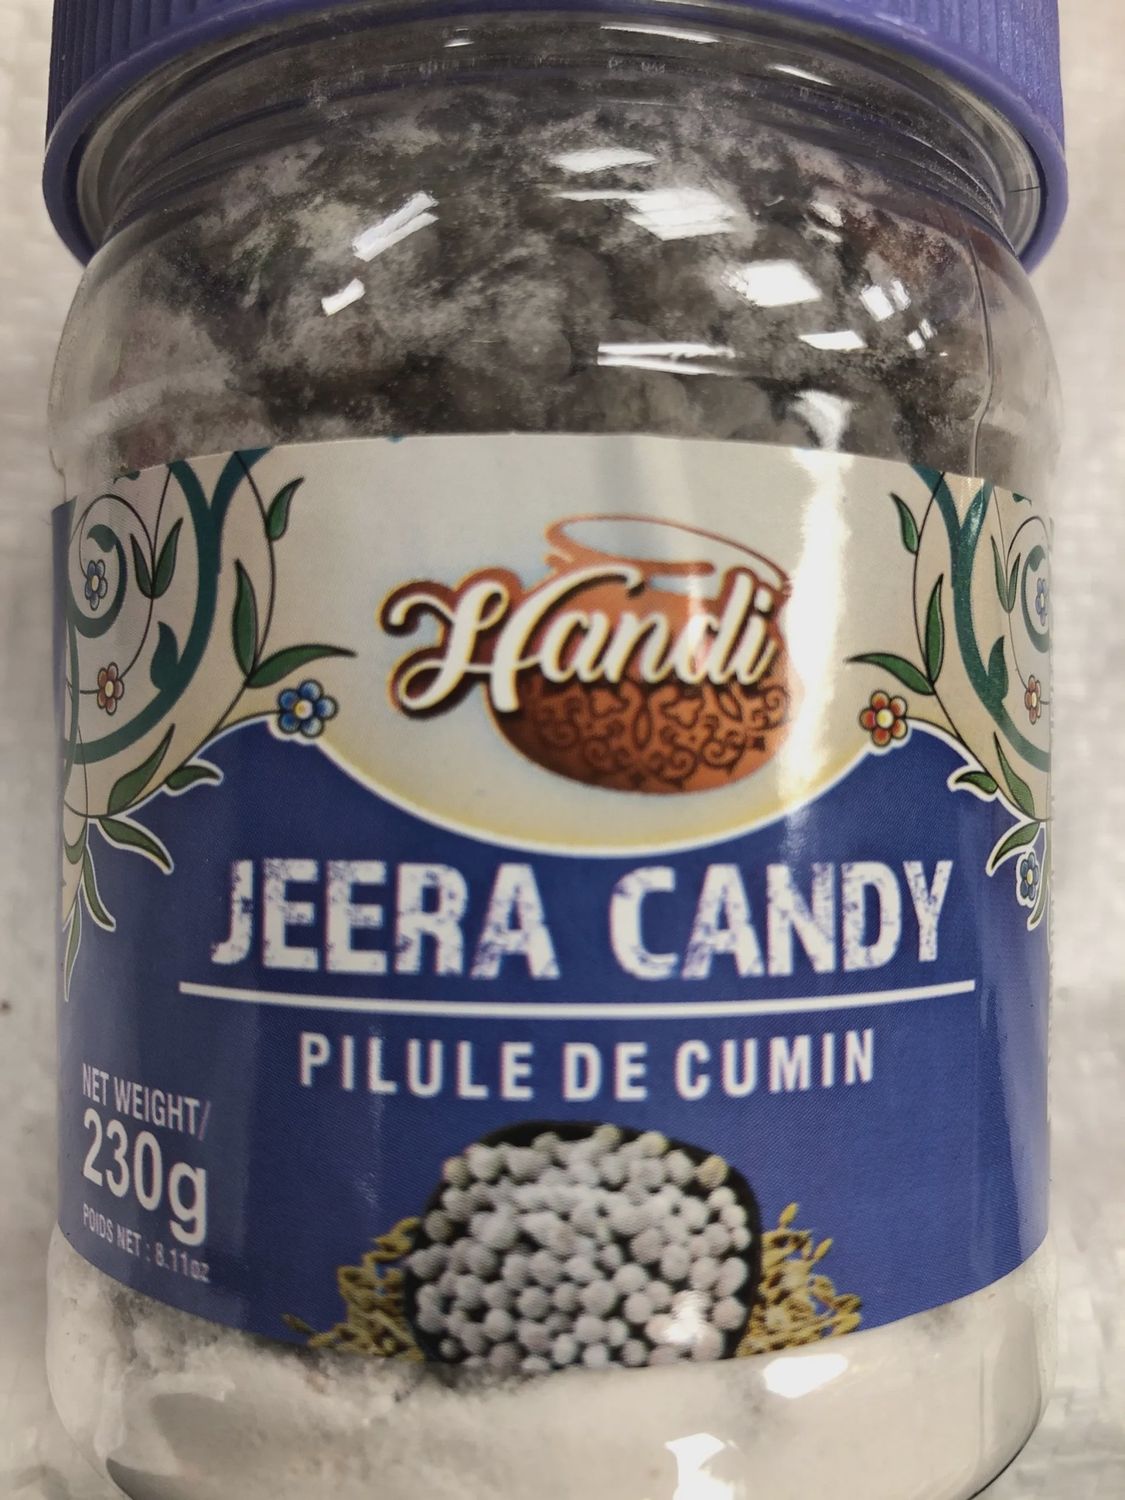 Handi
JEERA CANDY
PILULE DE CUMIN
NET WEIGHT/
230g
POIDS NET : 8.11oz